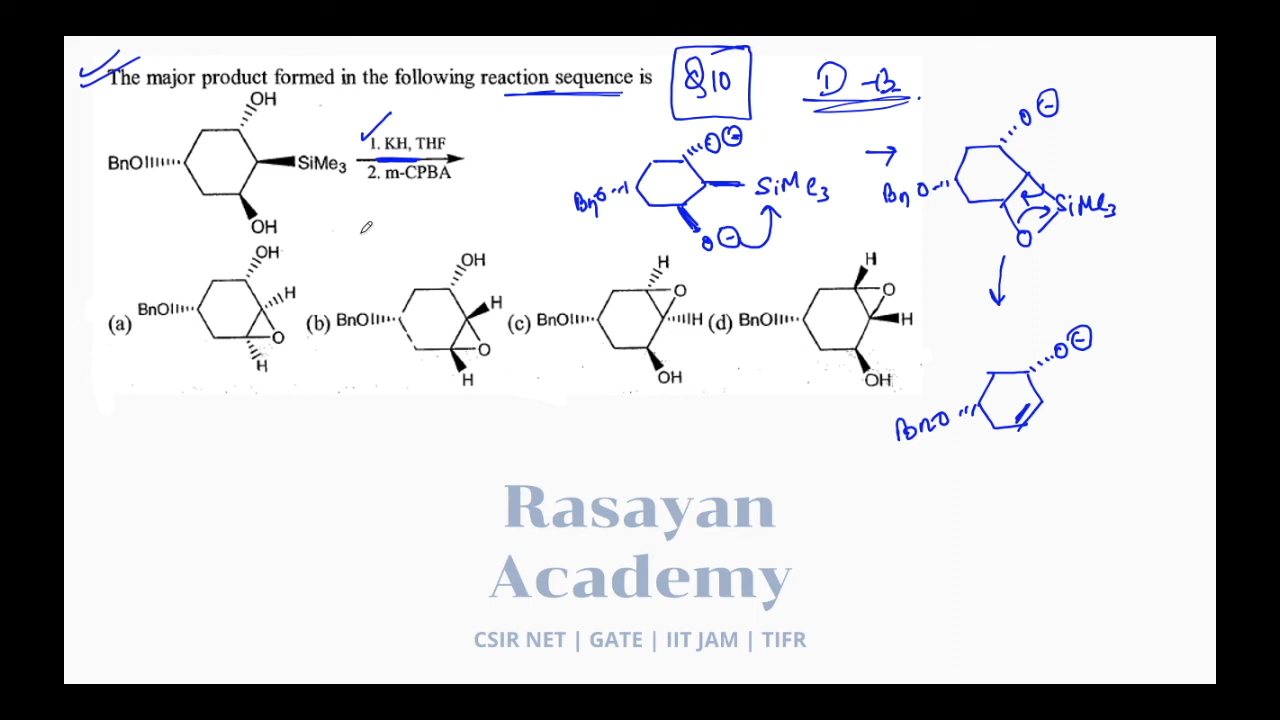 The major product formed in the following reaction sequence is
Q10
D-B
OH
BnO
SiMe3
OH
1. KH, THF
2. m-CPBA
O⊖
BnO
SiMe3
O⊖
→
O⊖
BnO
SiMe3
O
(a)
OH
BnO
H
O
H
(b)
OH
BnO
H
O
H
(c)
H
O
BnO
H
OH
(d)
H
O
BnO
H
OH
O⊖
BnO
Rasayan
Academy
CSIR NET | GATE | IIT JAM | TIFR